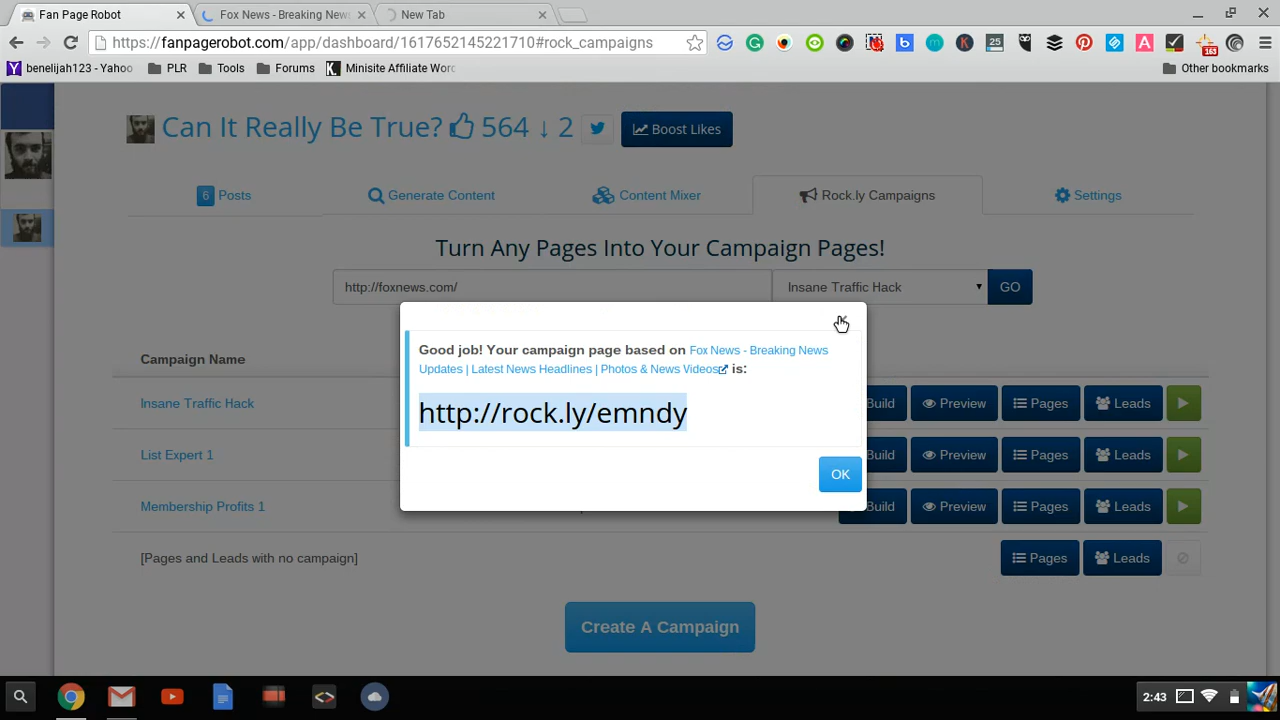 Fan Page Robot
Fox News - Breaking New
New Tab
https://fanpagerobot.com/app/dashboard/1617652145221710#rock_campaigns
25
163
benelijah123 - Yahoo
PLR
Tools
Forums
Minisite Affiliate Word
Other bookmarks
Can It Really Be True? 564 ↓ 2
Boost Likes
6 Posts
Generate Content
Content Mixer
Rock.ly Campaigns
Settings
Turn Any Pages Into Your Campaign Pages!
http://foxnews.com/
Insane Traffic Hack
GO
Good job! Your campaign page based on Fox News - Breaking News
Updates | Latest News Headlines | Photos & News Videos is:
http://rock.ly/emndy
OK
Campaign Name
Insane Traffic Hack
Build Preview Pages Leads
List Expert 1
Build Preview Pages Leads
Membership Profits 1
Build Preview Pages Leads
[Pages and Leads with no campaign]
Pages Leads
Create A Campaign
2:43